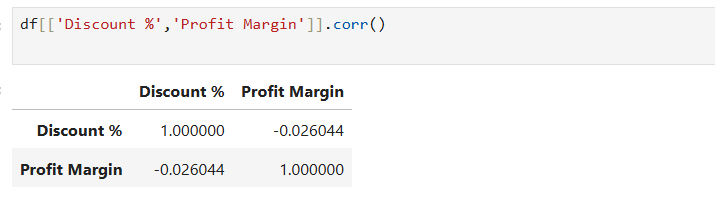 df[['Discount %','Profit Margin']].corr()
Discount % Profit Margin
Discount % 1.000000 -0.026044
Profit Margin -0.026044 1.000000